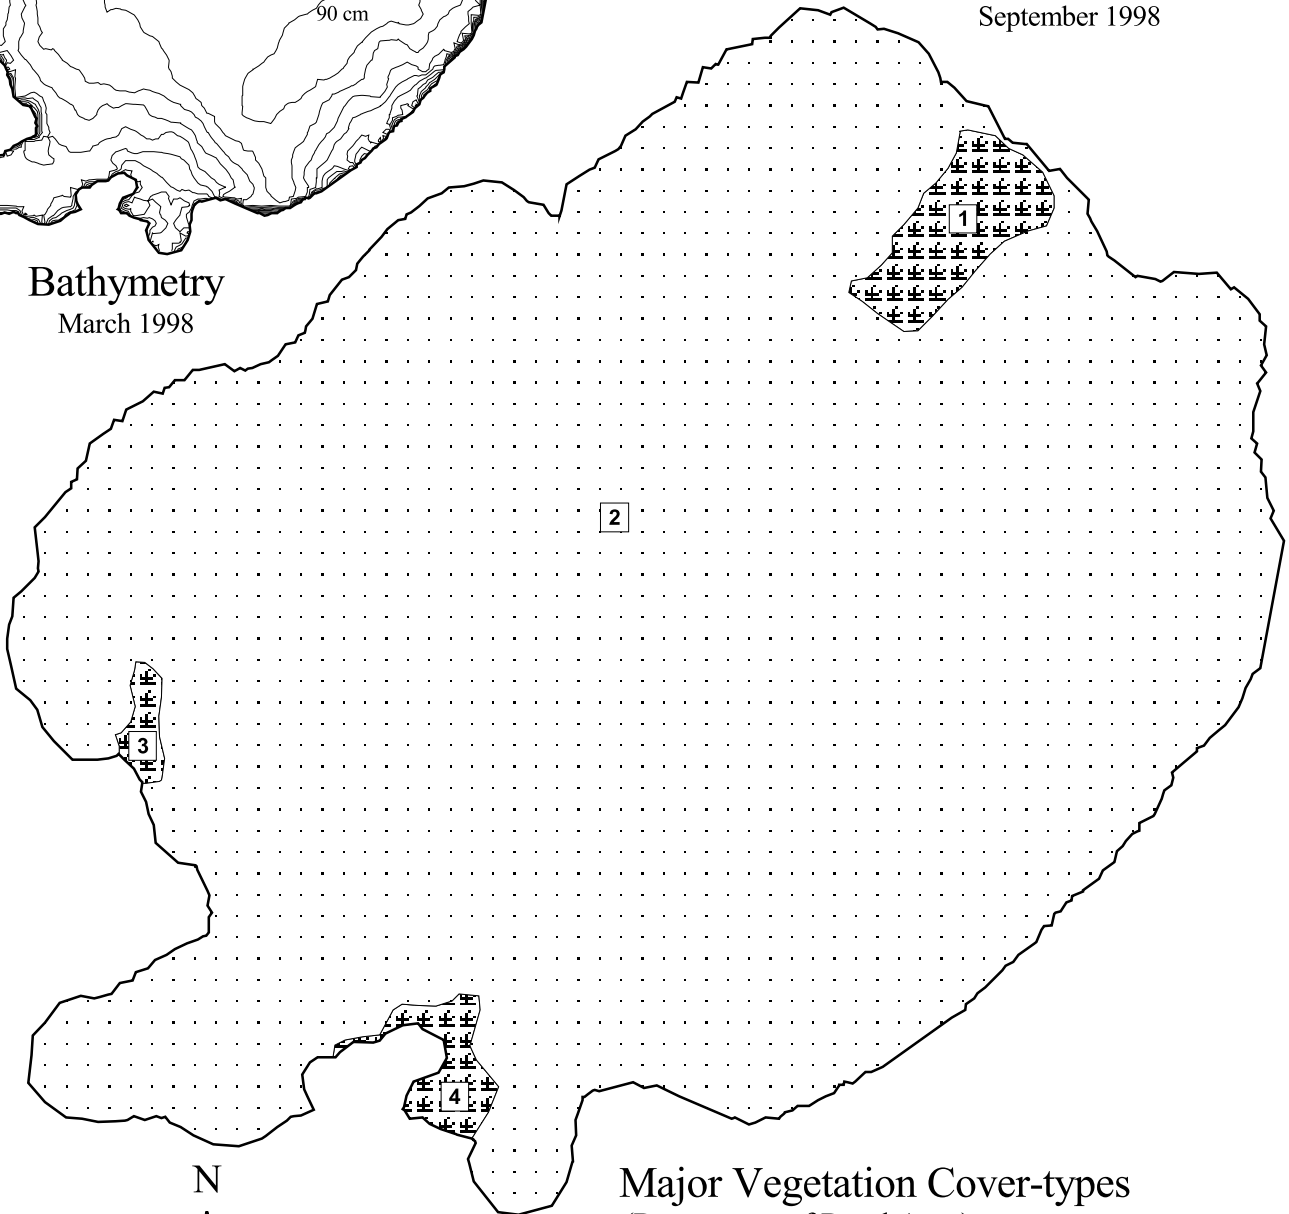 90 cm
September 1998
1
Bathymetry
March 1998
2
3
4
N
Major Vegetation Cover-types